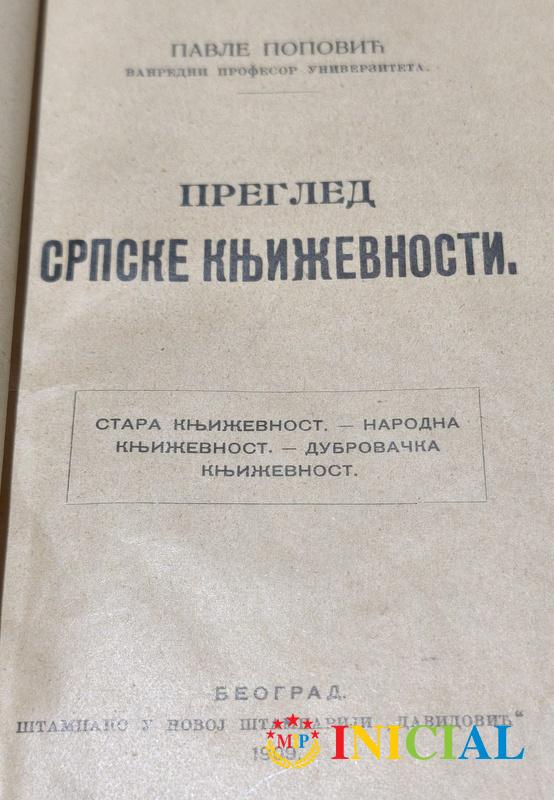 ПАВЛЕ ПОПОВИЋ
ВАНРЕДНИ ПРОФЕСОР УНИВЕРЗИТЕТА.
ПРЕГЛЕД
СРПСКЕ КЊИЖЕВНОСТИ.
СТАРА КЊИЖЕВНОСТ. — НАРОДНА
КЊИЖЕВНОСТ. — ДУБРОВАЧКА
КЊИЖЕВНОСТ.
БЕОГРАД.
ШТАМПАНО У НОВОЈ ШТАМПАРИЈИ „ДАВИДОВИЋ“
1909.
MP INICIAL